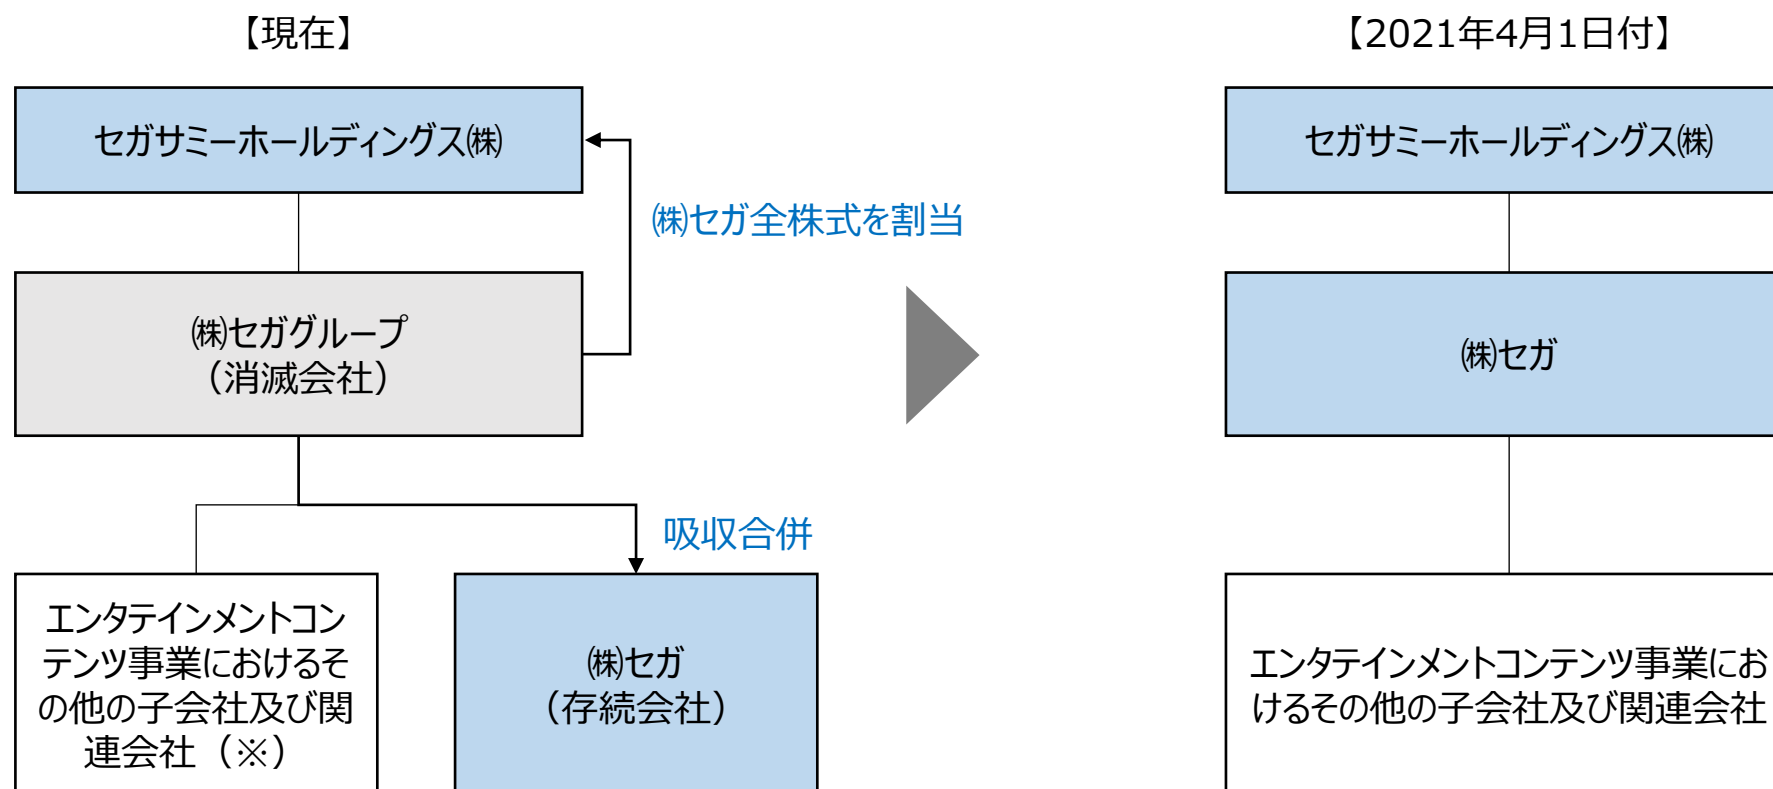 【現在】
セガサミーホールディングス㈱
㈱セガ全株式を割当
㈱セガグループ
（消滅会社）
吸収合併
エンタテインメントコン
テンツ事業におけるそ
の他の子会社及び関
連会社（※）
㈱セガ
（存続会社）
【2021年4月1日付】
セガサミーホールディングス㈱
㈱セガ
エンタテインメントコンテンツ事業にお
けるその他の子会社及び関連会社